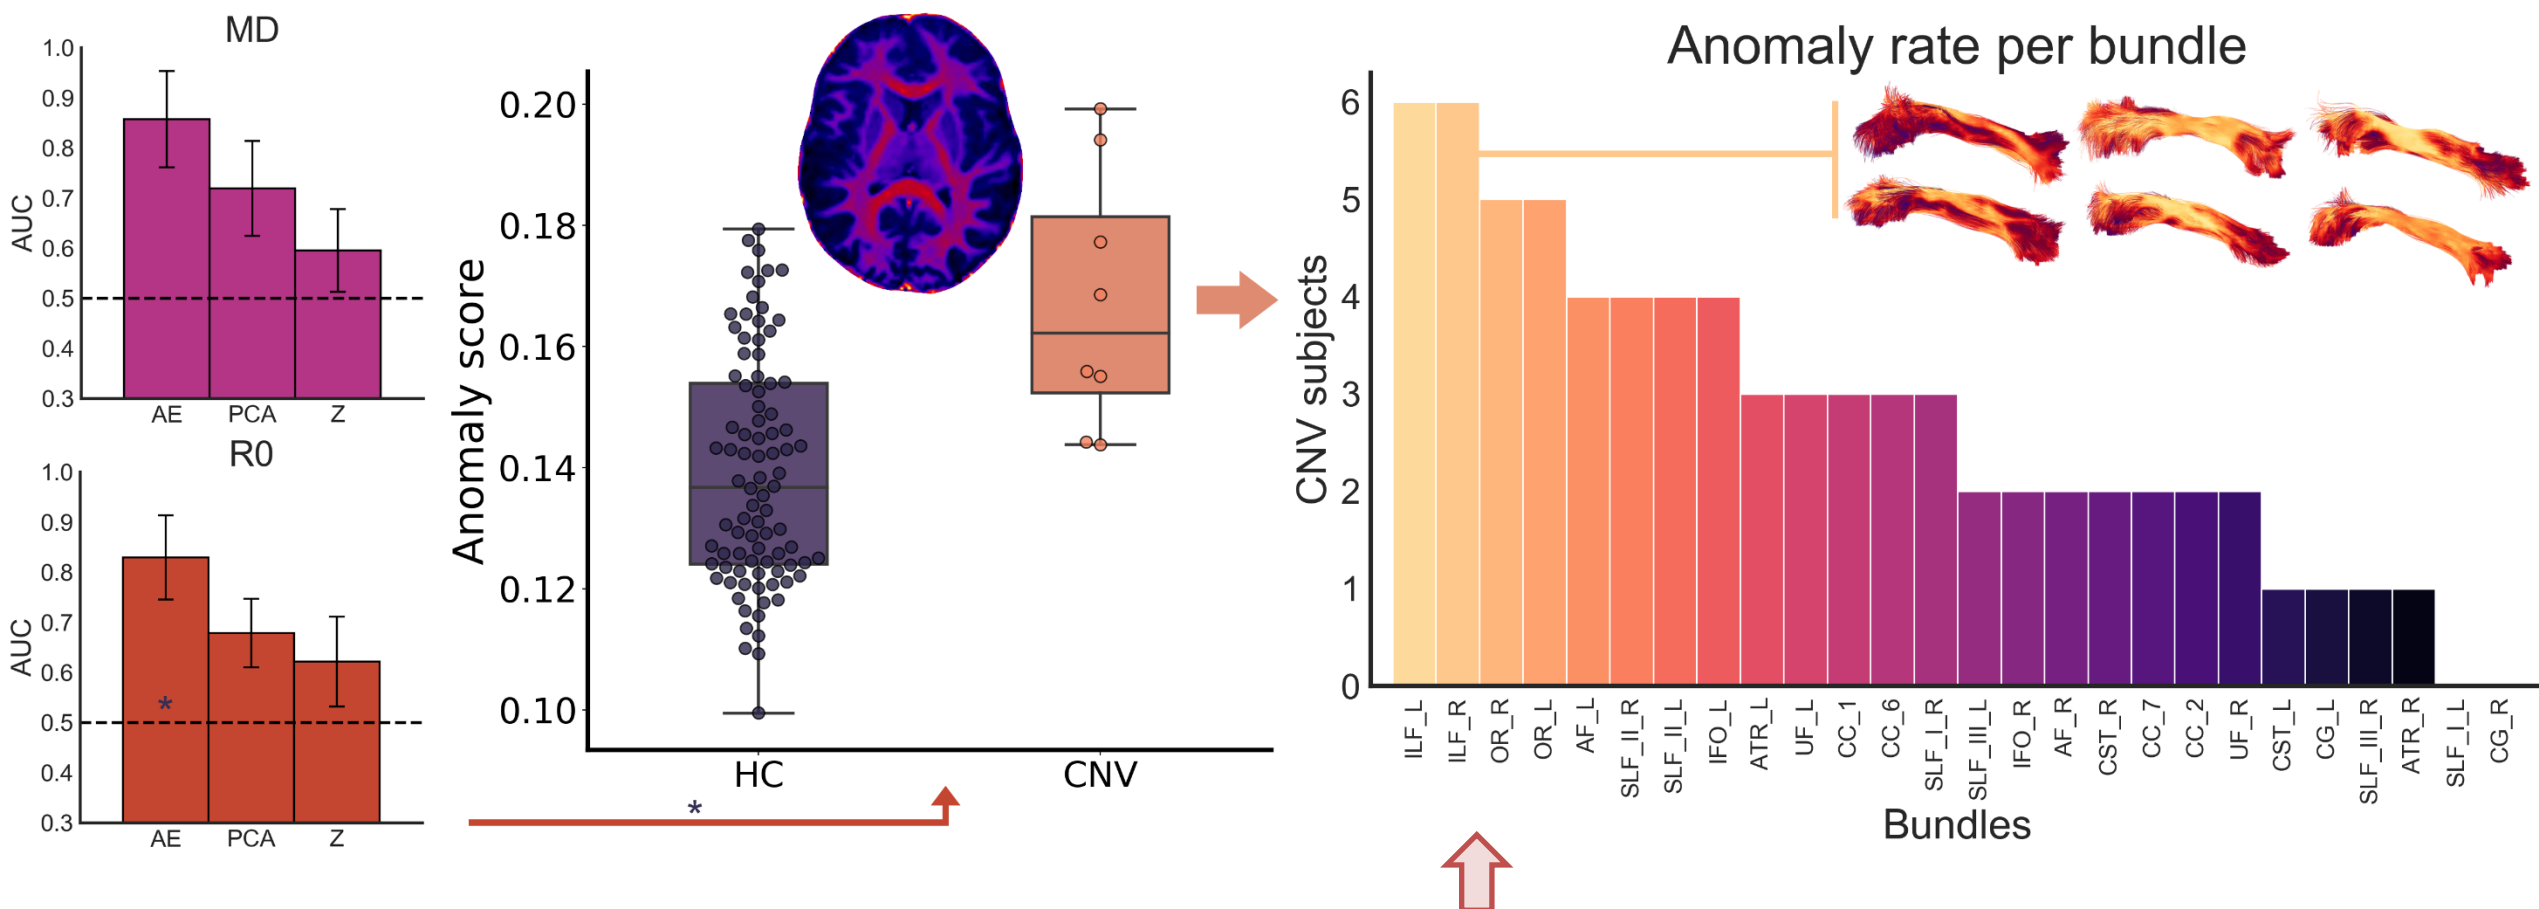 MD
1.0
0.9
0.8
0.7
0.6
0.5
0.4
0.3
AUC
AE PCA Z
R0
1.0
0.9
0.8
0.7
0.6
0.5
0.4
0.3
AUC
*
AE PCA Z
Anomaly score
0.20
0.18
0.16
0.14
0.12
0.10
HC CNV
*
Anomaly rate per bundle
CNV subjects
6
5
4
3
2
1
0
ILF_L
ILF_R
OR_R
OR_L
AF_L
SLF_II_R
SLF_II_L
IFO_L
ATR_L
UF_L
CC_1
CC_6
SLF_I_R
SLF_III_L
IFO_R
AF_R
CST_R
CC_7
CC_2
UF_R
CST_L
CG_L
SLF_III_R
ATR_R
SLF_I_L
CG_R
Bundles